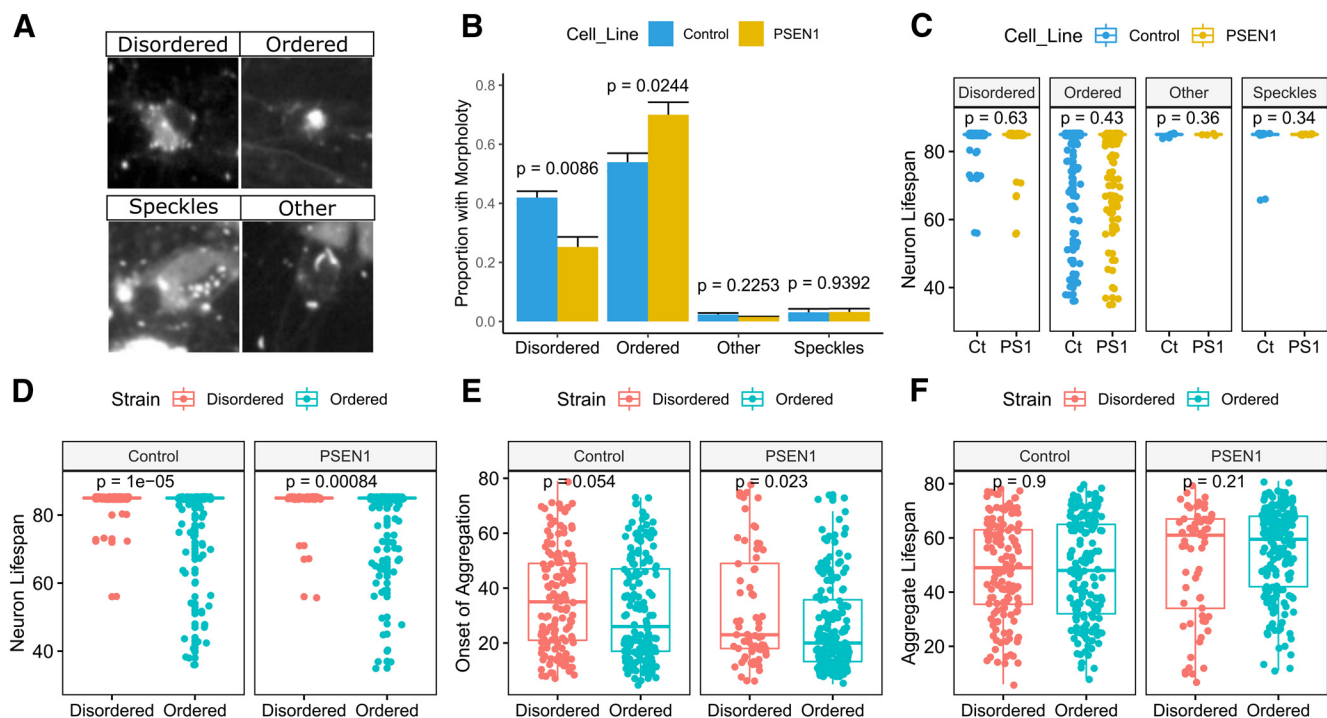 A
Disordered Ordered
Speckles Other
B
Cell_Line Control PSEN1
Proportion with Morpholoty
0.8
0.6
0.4
0.2
0.0
p = 0.0086
p = 0.0244
p = 0.2253
p = 0.9392
Disordered Ordered Other Speckles
C
Cell_Line Control PSEN1
Disordered Ordered Other Speckles
p = 0.63 p = 0.43 p = 0.36 p = 0.34
Neuron Lifespan
80
60
40
Ct PS1 Ct PS1 Ct PS1 Ct PS1
D
Strain Disordered Ordered
Control PSEN1
p = 1e−05 p = 0.00084
Neuron Lifespan
80
60
40
Disordered Ordered Disordered Ordered
E
Strain Disordered Ordered
Control PSEN1
p = 0.054 p = 0.023
Onset of Aggregation
80
60
40
20
Disordered Ordered Disordered Ordered
F
Strain Disordered Ordered
Control PSEN1
p = 0.9 p = 0.21
Aggregate Lifespan
80
60
40
20
Disordered Ordered Disordered Ordered